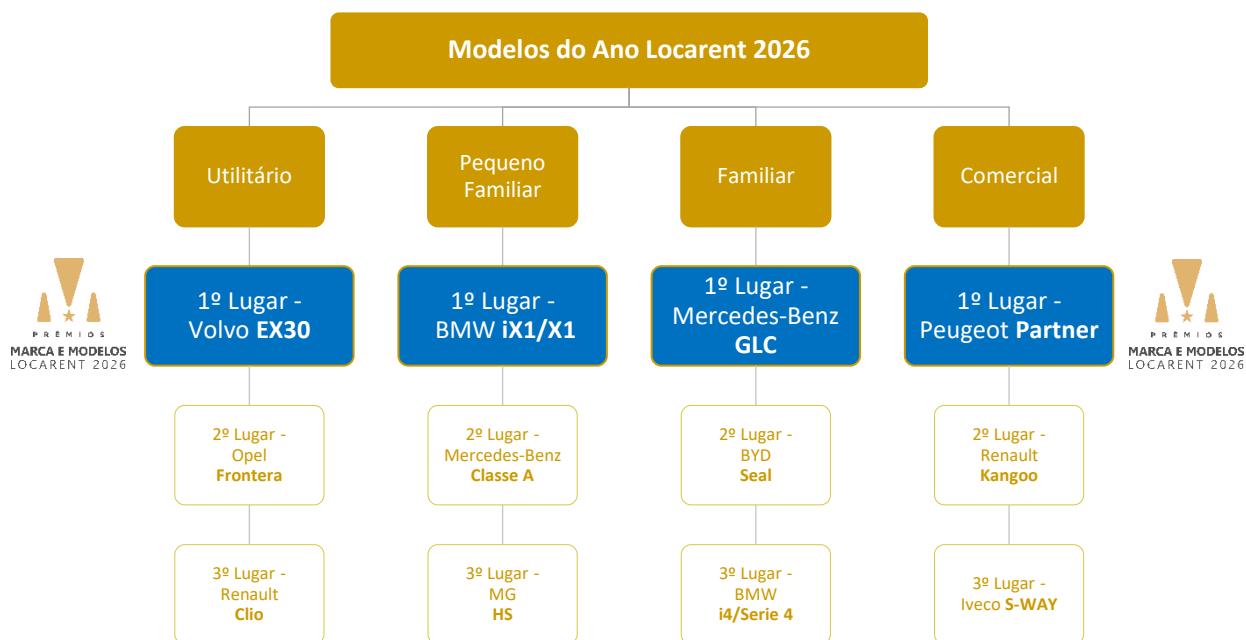 Modelos do Ano Locarent 2026
Utilitário
Pequeno
Familiar
Familiar
Comercial
PRÉMIOS
MARCA E MODELOS
LOCARENT 2026
1º Lugar -
Volvo EX30
1º Lugar -
BMW iX1/X1
1º Lugar -
Mercedes-Benz
GLC
1º Lugar -
Peugeot Partner
PRÉMIOS
MARCA E MODELOS
LOCARENT 2026
2º Lugar -
Opel
Frontera
2º Lugar -
Mercedes-Benz
Classe A
2º Lugar -
BYD
Seal
2º Lugar -
Renault
Kangoo
3º Lugar -
Renault
Clio
3º Lugar -
MG
HS
3º Lugar -
BMW
i4/Serie 4
3º Lugar -
Iveco S-WAY